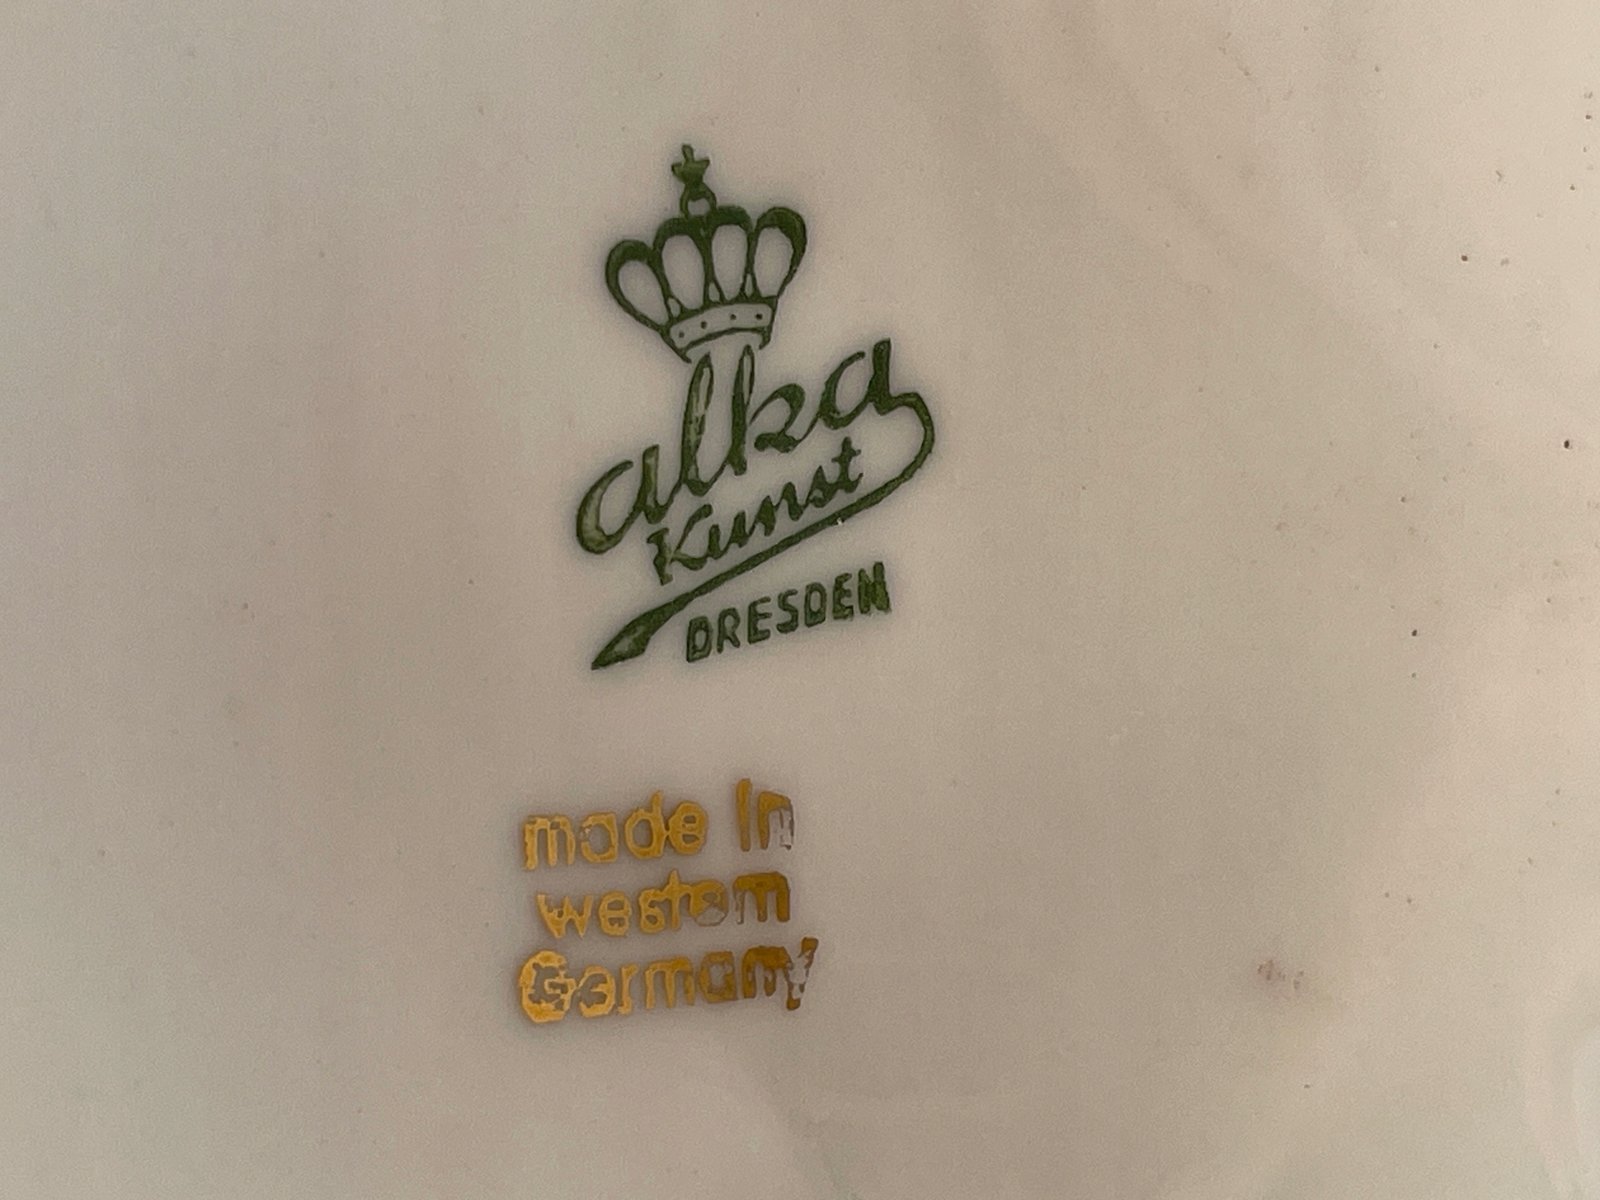 alka
Kunst
DRESDEN
made in
western
Germany